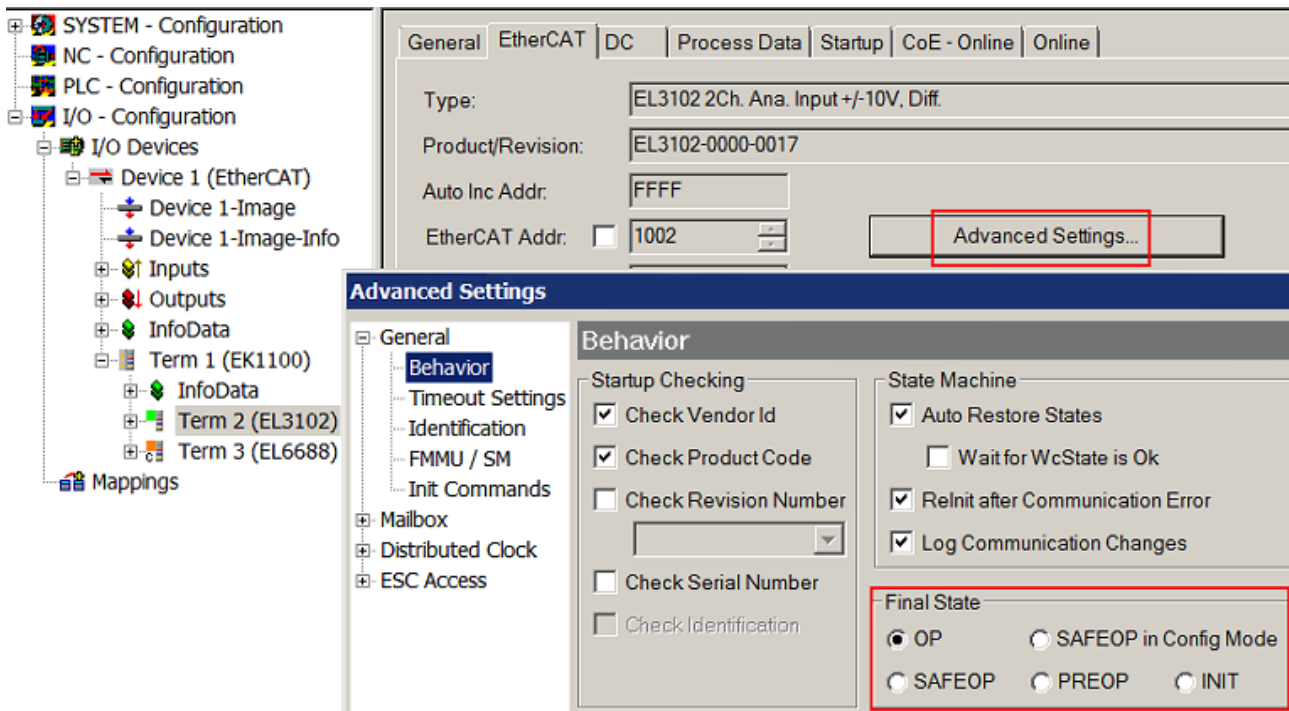 SYSTEM - Configuration
NC - Configuration
PLC - Configuration
I/O - Configuration
I/O Devices
Device 1 (EtherCAT)
Device 1-Image
Device 1-Image-Info
Inputs
Outputs
InfoData
Term 1 (EK1100)
InfoData
Term 2 (EL3102)
Term 3 (EL6688)
Mappings
General EtherCAT DC Process Data Startup CoE - Online Online
Type: EL3102 2Ch. Ana. Input +/-10V, Diff.
Product/Revision: EL3102-0000-0017
Auto Inc Addr: FFFF
EtherCAT Addr: 1002 Advanced Settings...
Advanced Settings
General
Behavior
Timeout Settings
Identification
FMMU / SM
Init Commands
Mailbox
Distributed Clock
ESC Access
Behavior
Startup Checking
Check Vendor Id
Check Product Code
Check Revision Number
Check Serial Number
Check Identification
State Machine
Auto Restore States
Wait for WcState is Ok
ReInit after Communication Error
Log Communication Changes
Final State
OP SAFEOP in Config Mode
SAFEOP PREOP INIT